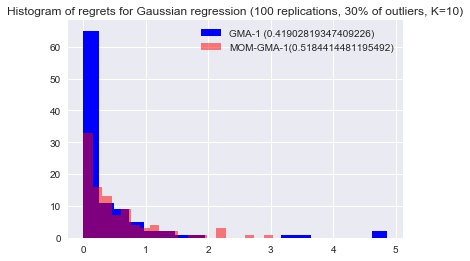 Histogram of regrets for Gaussian regression (100 replications, 30% of outliers, K=10)
GMA-1 (0.41902819347409226)
MOM-GMA-1(0.5184414481195492)
60
50
40
30
20
10
0
0 1 2 3 4 5